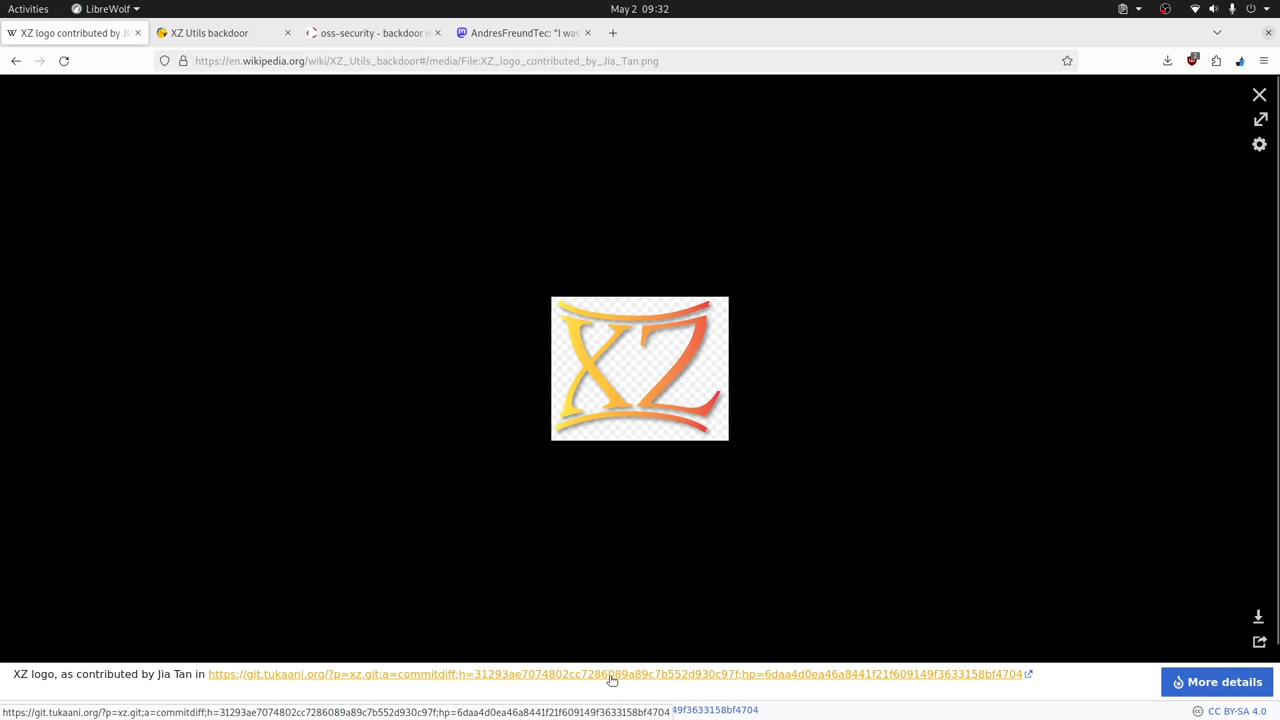 Activities LibreWolf May 2 09:32
XZ logo contributed by Jia XZ Utils backdoor oss-security - backdoor in AndresFreundTec: "I was
https://en.wikipedia.org/wiki/XZ_Utils_backdoor#/media/File:XZ_logo_contributed_by_Jia_Tan.png
XZ
XZ logo, as contributed by Jia Tan in https://git.tukaani.org/?p=xz.git;a=commitdiff;h=31293ae7074802cc7286089a89c7b552d930c97f;hp=6daa4d0ea46a8441f21f609149f3633158bf4704
More details
https://git.tukaani.org/?p=xz.git;a=commitdiff;h=31293ae7074802cc7286089a89c7b552d930c97f;hp=6daa4d0ea46a8441f21f609149f3633158bf4704 49f3633158bf4704 CC BY-SA 4.0